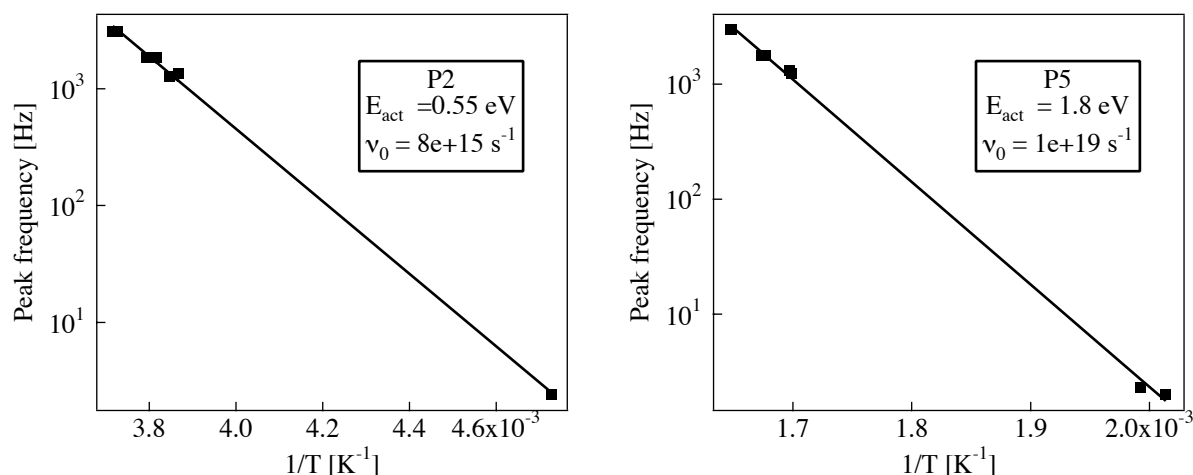 P2
E_act =0.55 eV
ν_0 = 8e+15 s^-1
Peak frequency [Hz]
10^3
10^2
10^1
3.8 4.0 4.2 4.4 4.6x10^-3
1/T [K^-1]
P5
E_act = 1.8 eV
ν_0 = 1e+19 s^-1
Peak frequency [Hz]
10^3
10^2
10^1
1.7 1.8 1.9 2.0x10^-3
1/T [K^-1]